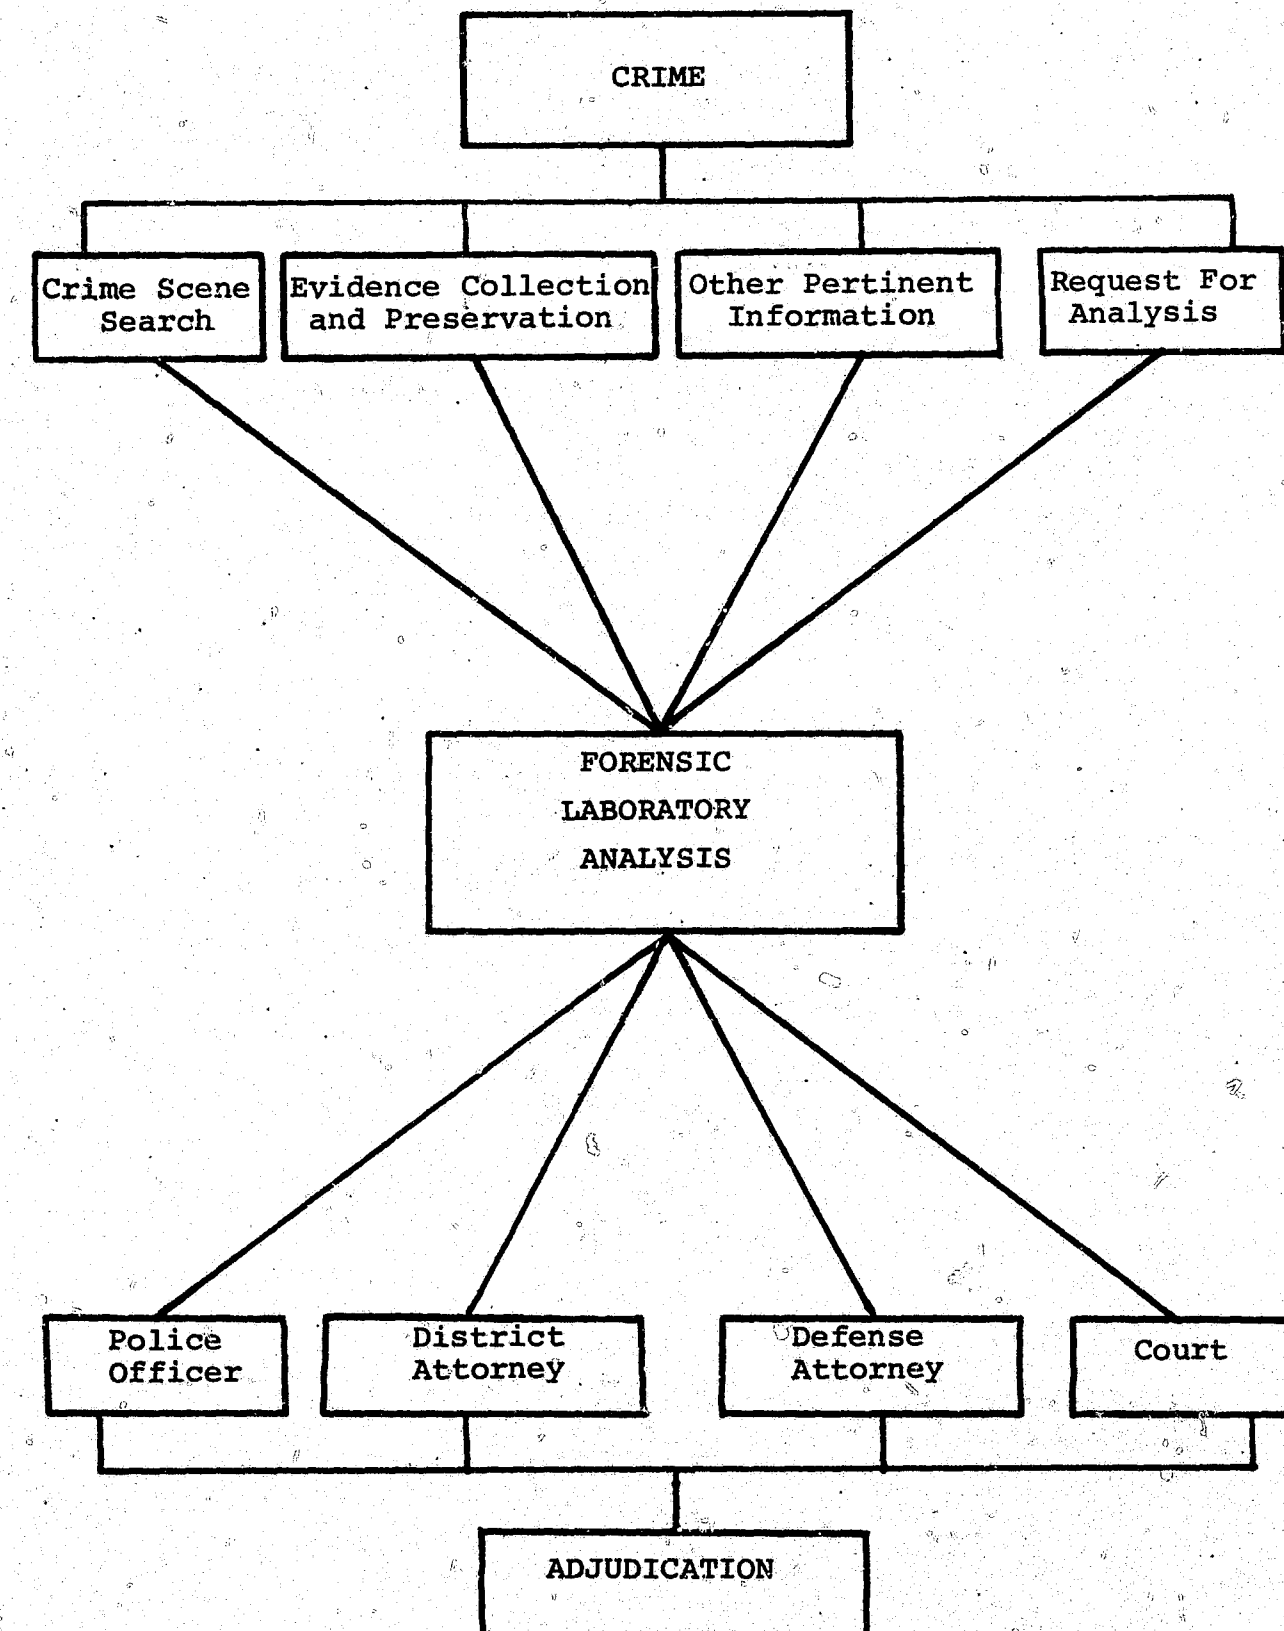 CRIME
Crime Scene
Search
Evidence Collection
and Preservation
Other Pertinent
Information
Request For
Analysis
FORENSIC
LABORATORY
ANALYSIS
Police
Officer
District
Attorney
Defense
Attorney
Court
ADJUDICATION